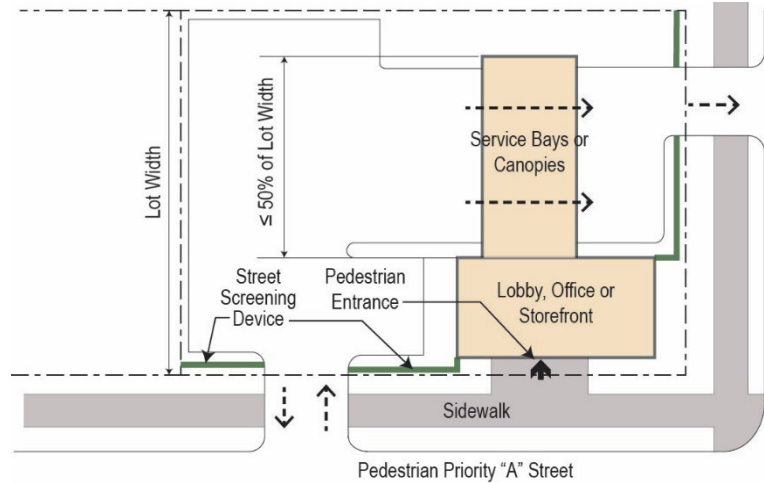 Lot Width
≤ 50% of Lot Width
Service Bays or
Canopies
Street
Screening
Device
Pedestrian
Entrance
Lobby, Office or
Storefront
Sidewalk
Pedestrian Priority “A” Street